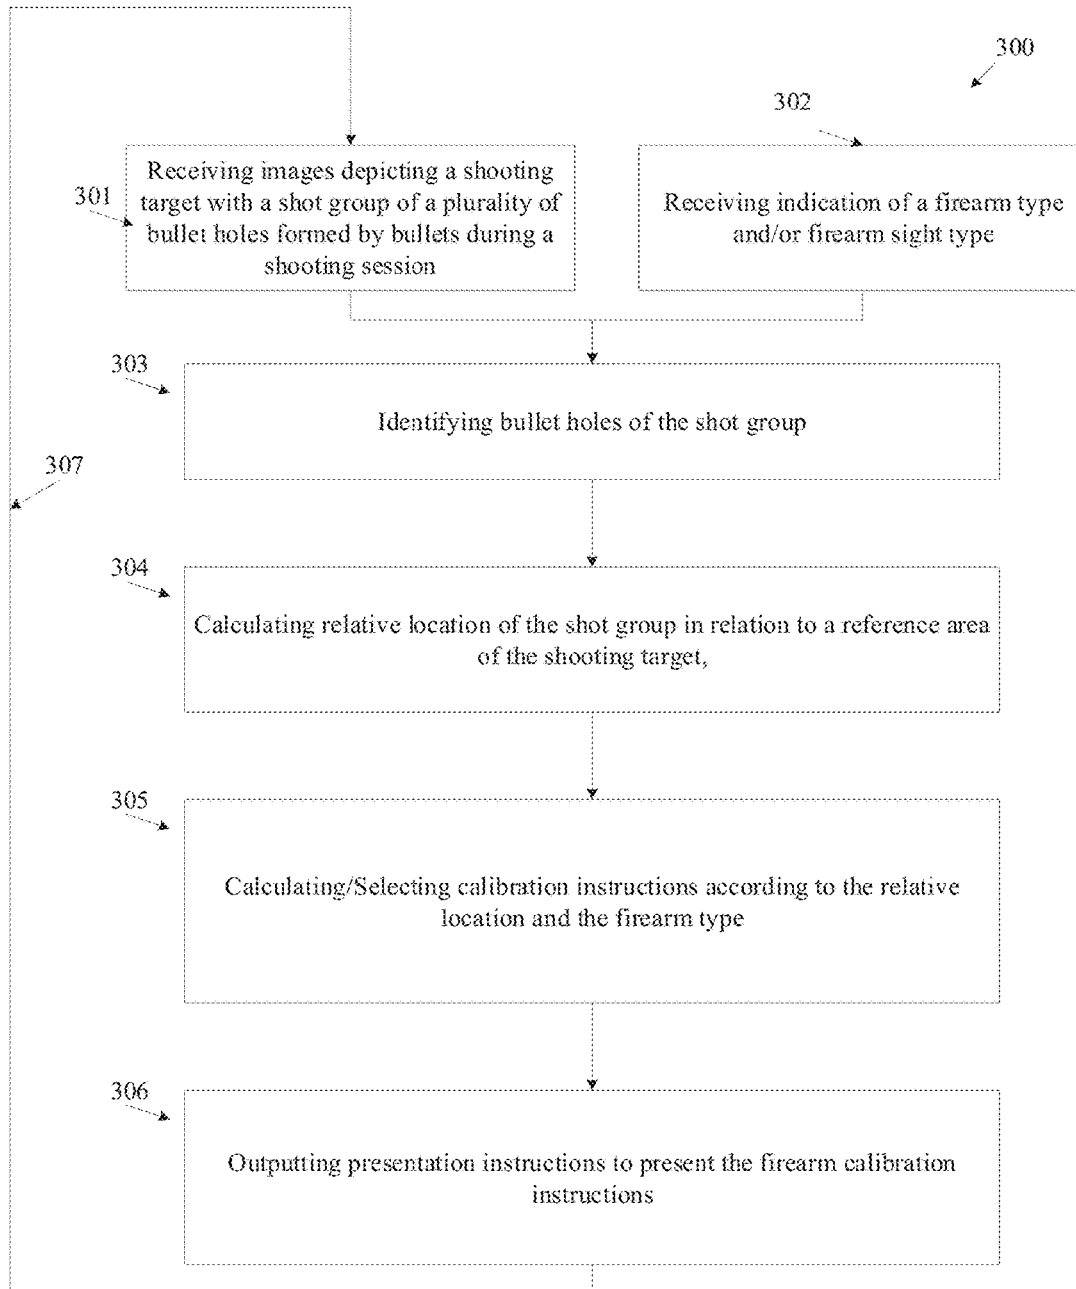 300
302
301
Receiving images depicting a shooting
target with a shot group of a plurality of
bullet holes formed by bullets during a
shooting session
Receiving indication of a firearm type
and/or firearm sight type
303
Identifying bullet holes of the shot group
307
304
Calculating relative location of the shot group in relation to a reference area
of the shooting target,
305
Calculating/Selecting calibration instructions according to the relative
location and the firearm type
306
Outputting presentation instructions to present the firearm calibration
instructions